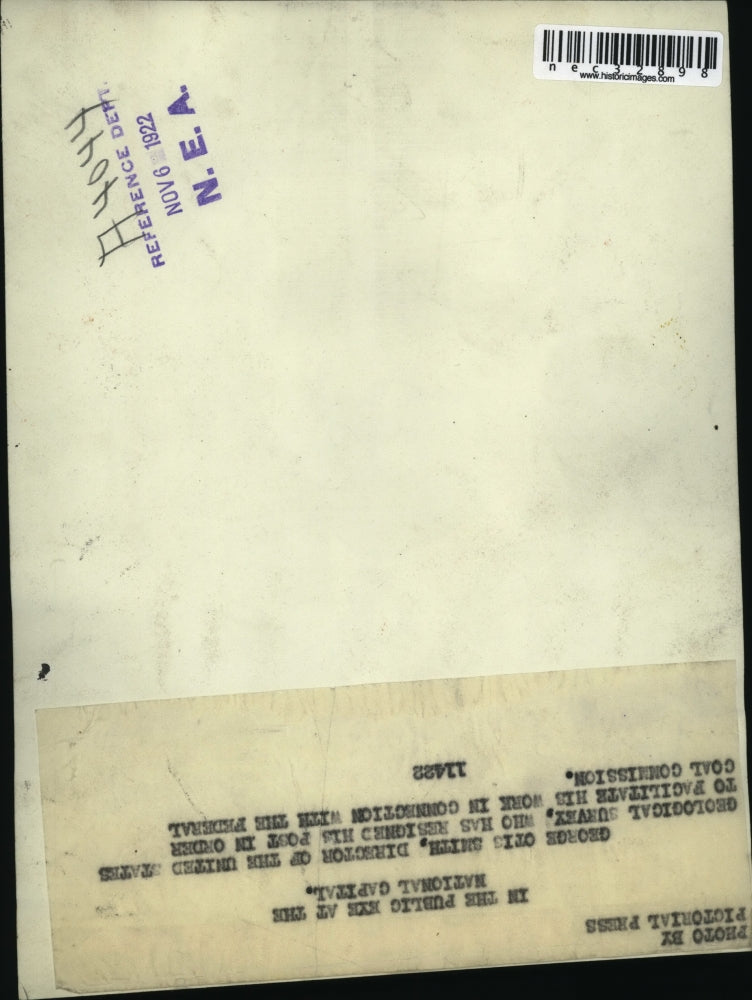 nec32898
www.historicimages.com
A4044
REFERENCE DEPT.
NOV 6 1922
N. E. A.
PHOTO BY
PICTORIAL PRESS
IN THE PUBLIC EYE AT THE
NATIONAL CAPITAL.
GEORGE OTIS SMITH, DIRECTOR OF THE UNITED STATES
GEOLOGICAL SURVEY, WHO HAS RESIGNED HIS POST IN ORDER
TO FACILITATE HIS WORK IN CONNECTION WITH THE FEDERAL
COAL COMMISSION.
11422